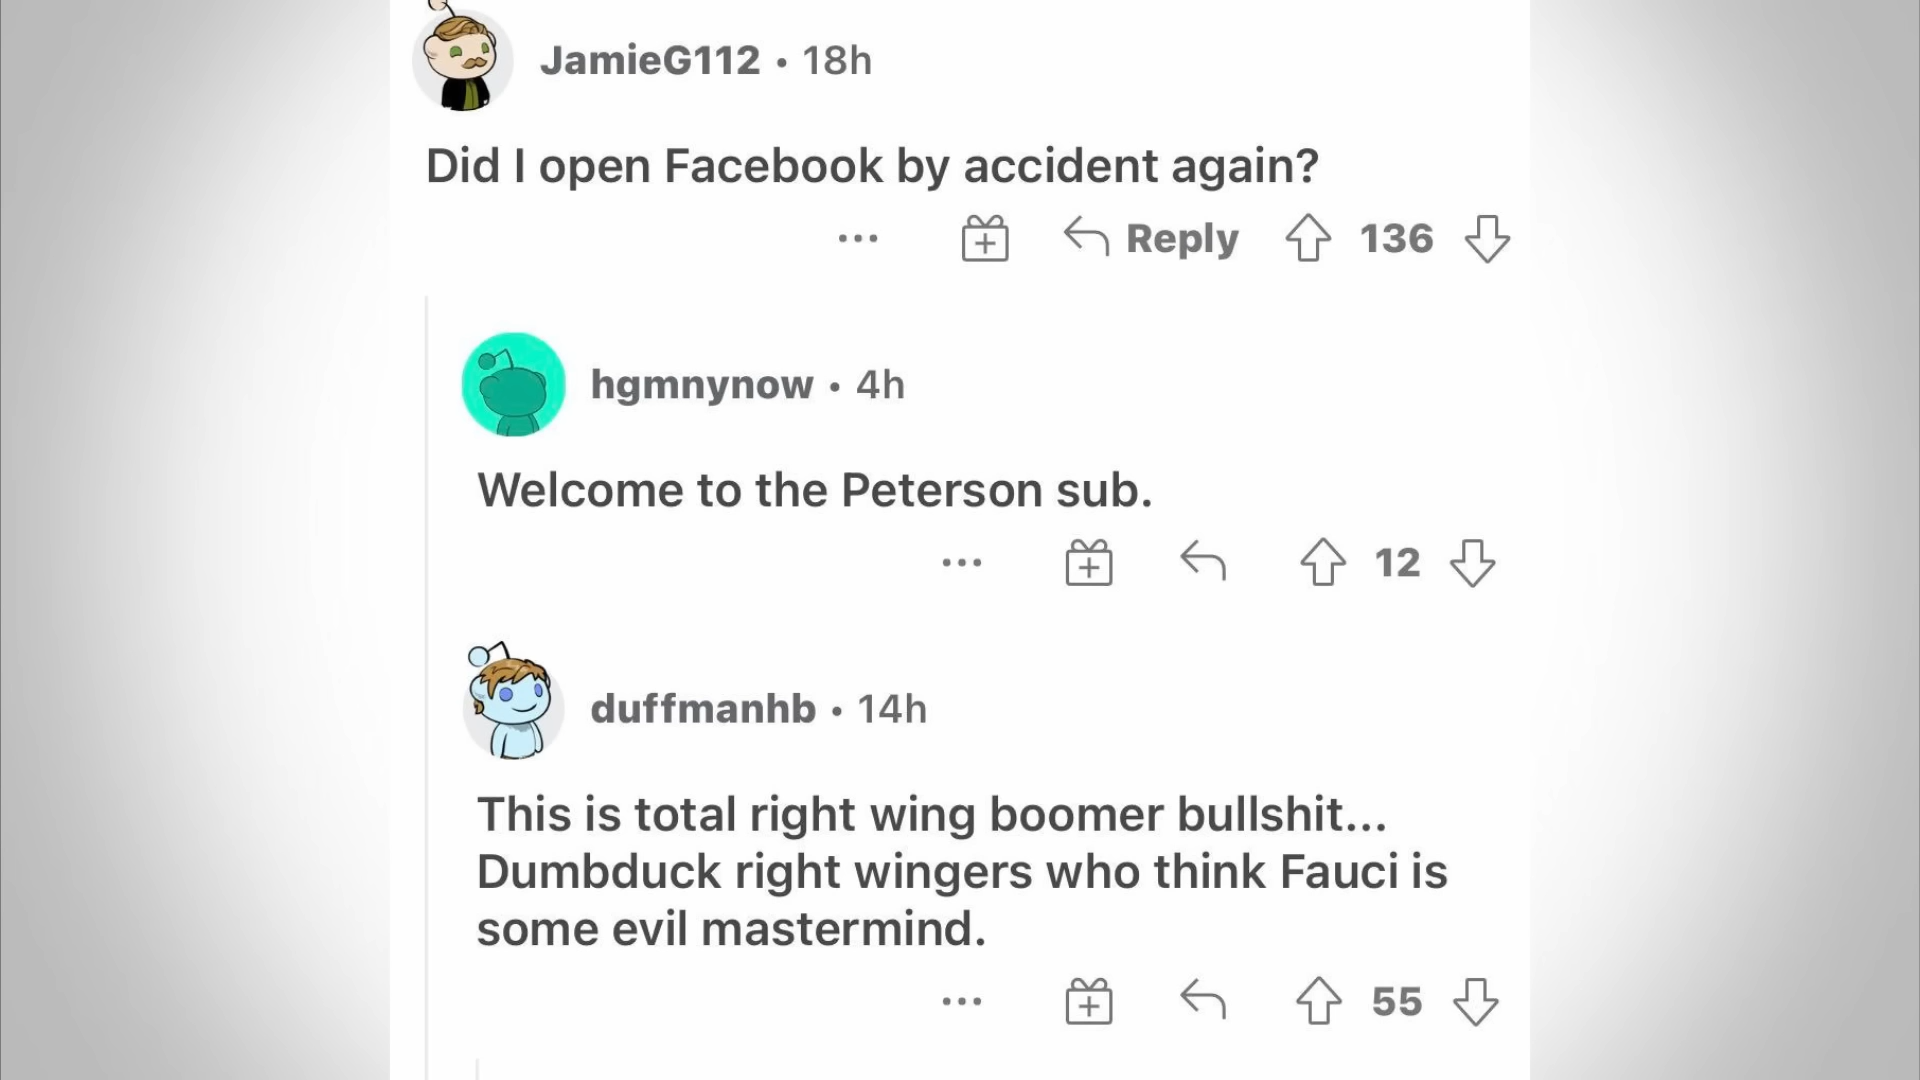 JamieG112 • 18h
Did I open Facebook by accident again?
... Reply 136
hgmnynow • 4h
Welcome to the Peterson sub.
... 12
duffmanhb • 14h
This is total right wing boomer bullshit...
Dumbduck right wingers who think Fauci is
some evil mastermind.
... 55